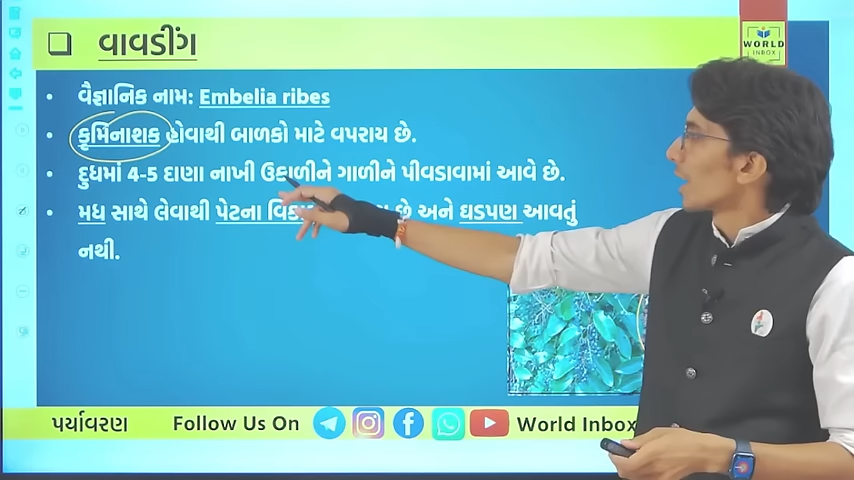 ❑ વાવડીંગ
WORLD
INBOX
• વૈજ્ઞાનિક નામ: Embelia ribes
• કૃમિનાશક હોવાથી બાળકો માટે વપરાય છે.
• દુધમાં 4-5 દાણા નાખી ઉકાળીને ગાળીને પીવડાવામાં આવે છે.
• મધ સાથે લેવાથી પેટના છે અને ઘડપણ આવતું
નથી.
પર્યાવરણ Follow Us On World Inbox